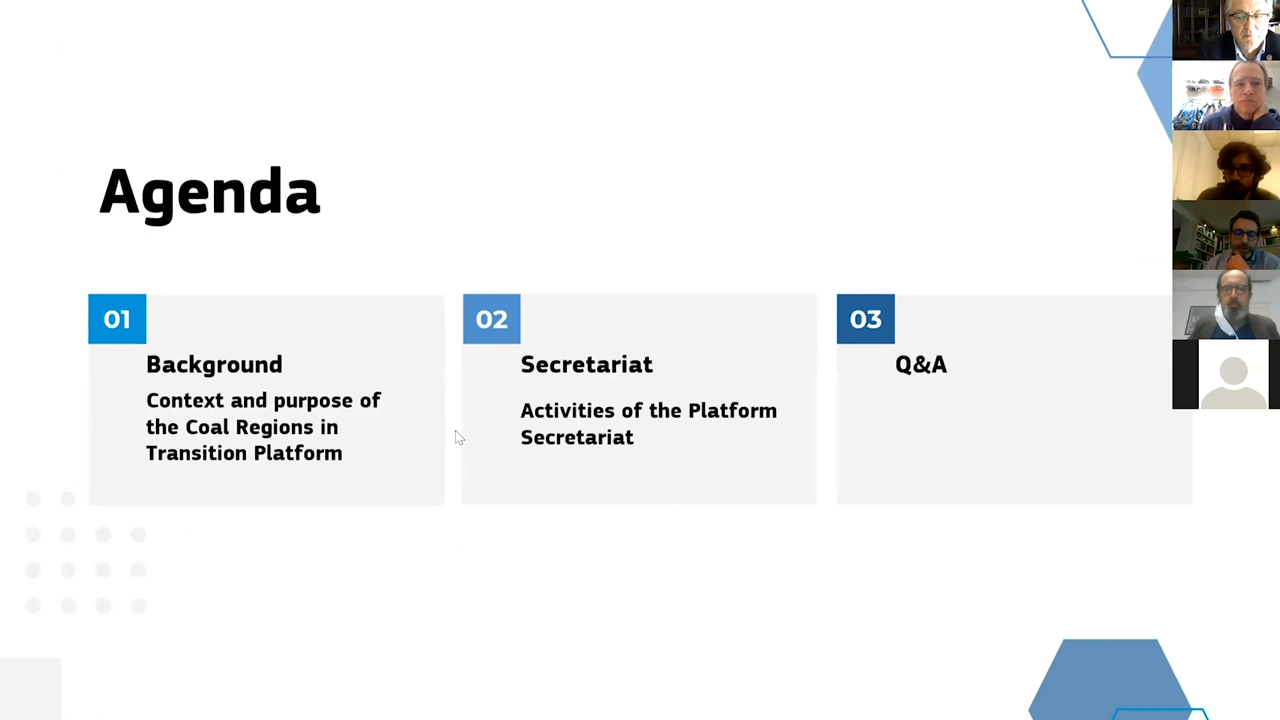 Agenda
01
Background
Context and purpose of
the Coal Regions in
Transition Platform
02
Secretariat
Activities of the Platform
Secretariat
03
Q&A